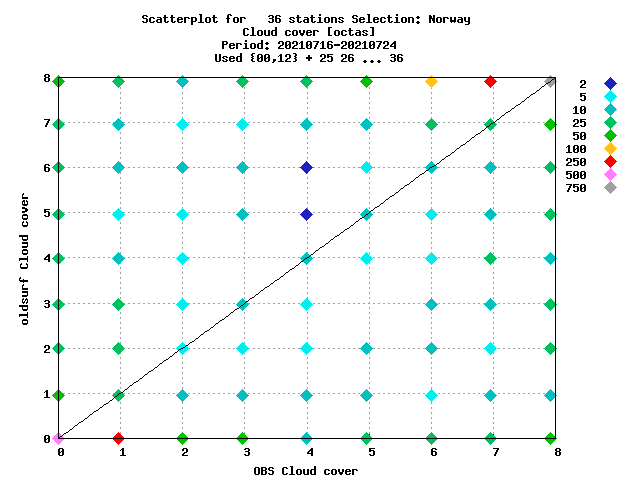 Scatterplot for   36 stations Selection: Norway
Cloud cover [octas]
Period: 20210716-20210724
Used {00,12} + 25 26 ... 36
8
7
6
5
4
3
2
1
0
oldsurf Cloud cover
0 1 2 3 4 5 6 7 8
OBS Cloud cover
2
5
10
25
50
100
250
500
750